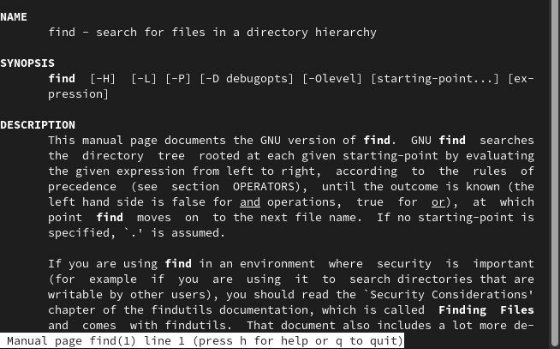 NAME
find - search for files in a directory hierarchy
SYNOPSIS
find [-H] [-L] [-P] [-D debugopts] [-Olevel] [starting-point...] [ex-
pression]
DESCRIPTION
This manual page documents the GNU version of find. GNU find searches
the directory tree rooted at each given starting-point by evaluating
the given expression from left to right, according to the rules of
precedence (see section OPERATORS), until the outcome is known (the
left hand side is false for and operations, true for or), at which
point find moves on to the next file name. If no starting-point is
specified, `.' is assumed.
If you are using find in an environment where security is important
(for example if you are using it to search directories that are
writable by other users), you should read the `Security Considerations'
chapter of the findutils documentation, which is called Finding Files
and comes with findutils. That document also includes a lot more de-
Manual page find(1) line 1 (press h for help or q to quit)